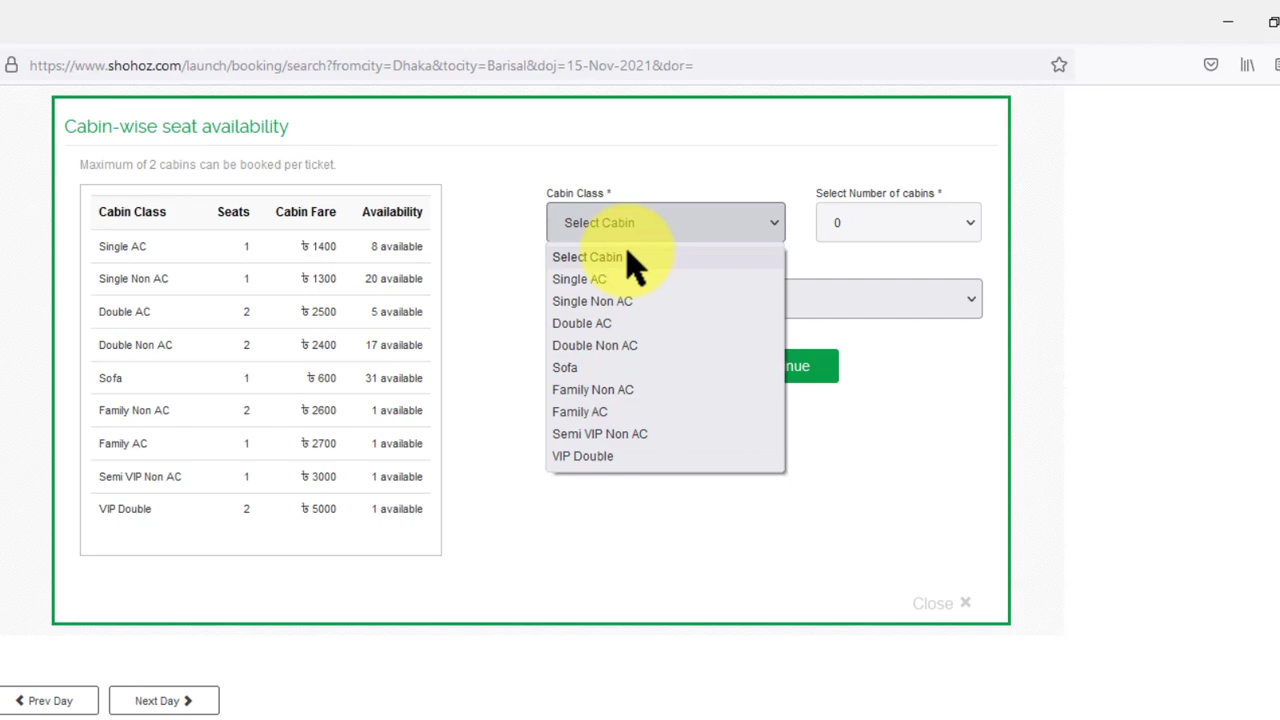 https://www.shohoz.com/launch/booking/search?fromcity=Dhaka&tocity=Barisal&doj=15-Nov-2021&dor=
Cabin-wise seat availability
Maximum of 2 cabins can be booked per ticket.
Cabin Class Seats Cabin Fare Availability
Single AC 1 ৳ 1400 8 available
Single Non AC 1 ৳ 1300 20 available
Double AC 2 ৳ 2500 5 available
Double Non AC 2 ৳ 2400 17 available
Sofa 1 ৳ 600 31 available
Family Non AC 2 ৳ 2600 1 available
Family AC 1 ৳ 2700 1 available
Semi VIP Non AC 1 ৳ 3000 1 available
VIP Double 2 ৳ 5000 1 available
Cabin Class *
Select Cabin
Select Cabin
Single AC
Single Non AC
Double AC
Double Non AC
Sofa
Family Non AC
Family AC
Semi VIP Non AC
VIP Double
Select Number of cabins *
0
nue
Close ✖
Prev Day
Next Day